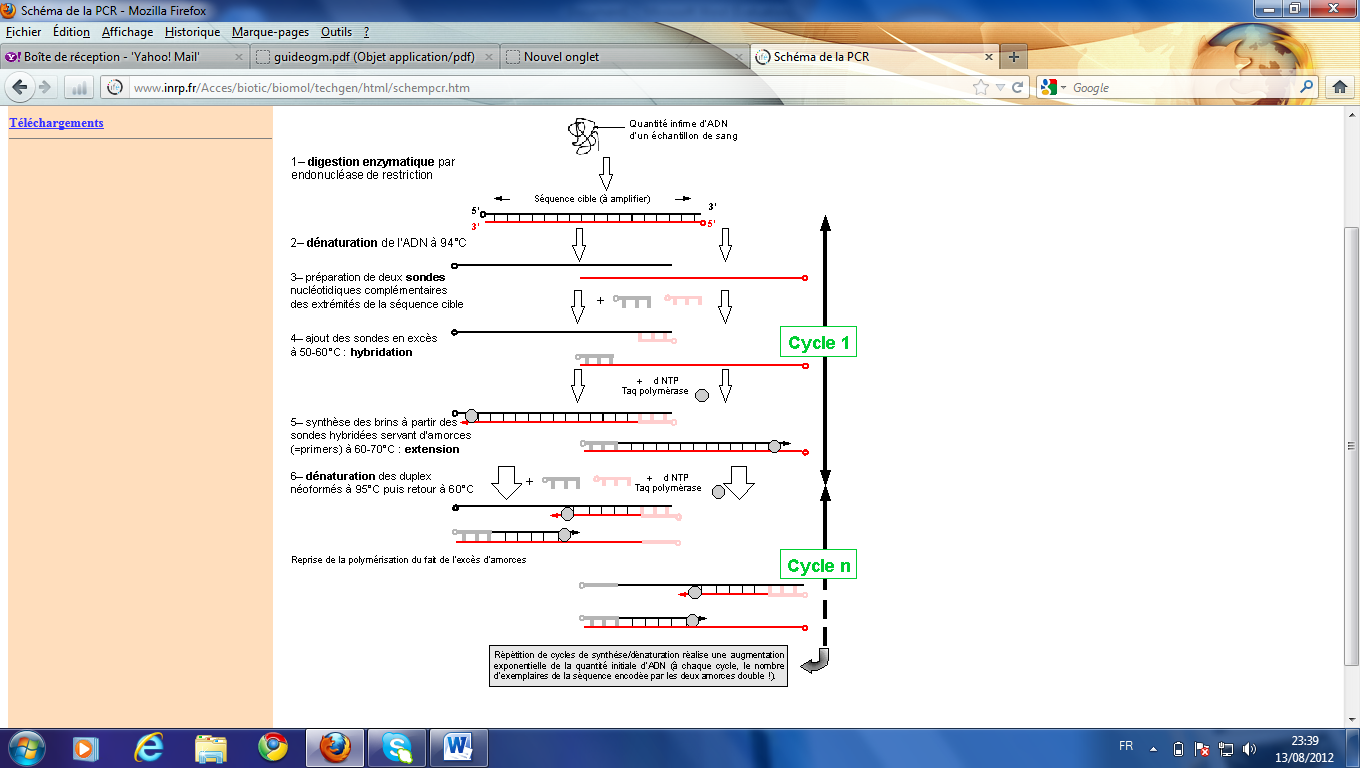 Schéma de la PCR - Mozilla Firefox
Fichier Édition Affichage Historique Marque-pages Outils ?
Boîte de réception - 'Yahoo! Mail' guideogm.pdf (Objet application/pdf) Nouvel onglet Schéma de la PCR
www.inrp.fr/Acces/biotic/biomol/techgen/html/schempcr.htm Google
Téléchargements
Quantité infime d'ADN
d'un échantillon de sang
1– digestion enzymatique par
endonucléase de restriction
Séquence cible (à amplifier)
5' 3'
3' 5'
2– dénaturation de l'ADN à 94°C
3– préparation de deux sondes
nucléotidiques complémentaires
des extrémités de la séquence cible
+
4– ajout des sondes en excès
à 50-60°C : hybridation
Cycle 1
+ d NTP
Taq polymérase
5– synthèse des brins à partir des
sondes hybridées servant d'amorces
(=primers) à 60-70°C : extension
6– dénaturation des duplex
néoformés à 95°C puis retour à 60°C
+ + d NTP
Taq polymérase
Reprise de la polymérisation du fait de l'excès d'amorces
Cycle n
Rèpètition de cycles de synthèse/dènaturation rèalise une augmentation
exponentielle de la quantité initiale d'ADN (à chaque cycle, le nombre
d'exemplaires de la sèquence encodèe par les deux amorces double !).
FR
23:39
13/08/2012